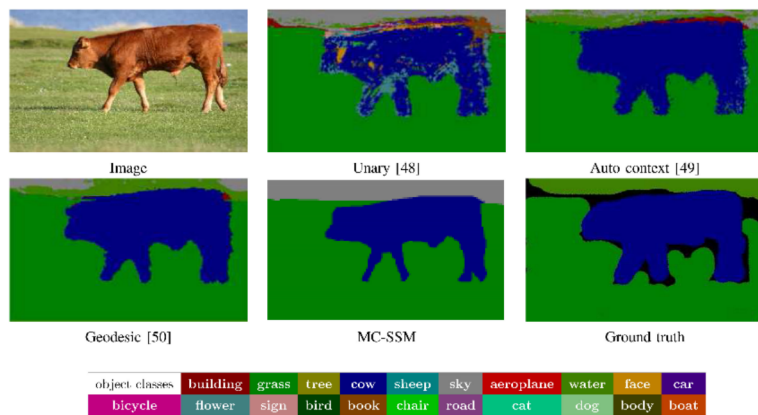 Image
Unary [48]
Auto context [49]
Geodesic [50]
MC-SSM
Ground truth
object classes building grass tree cow sheep sky aeroplane water face car
bicycle flower sign bird book chair road cat dog body boat